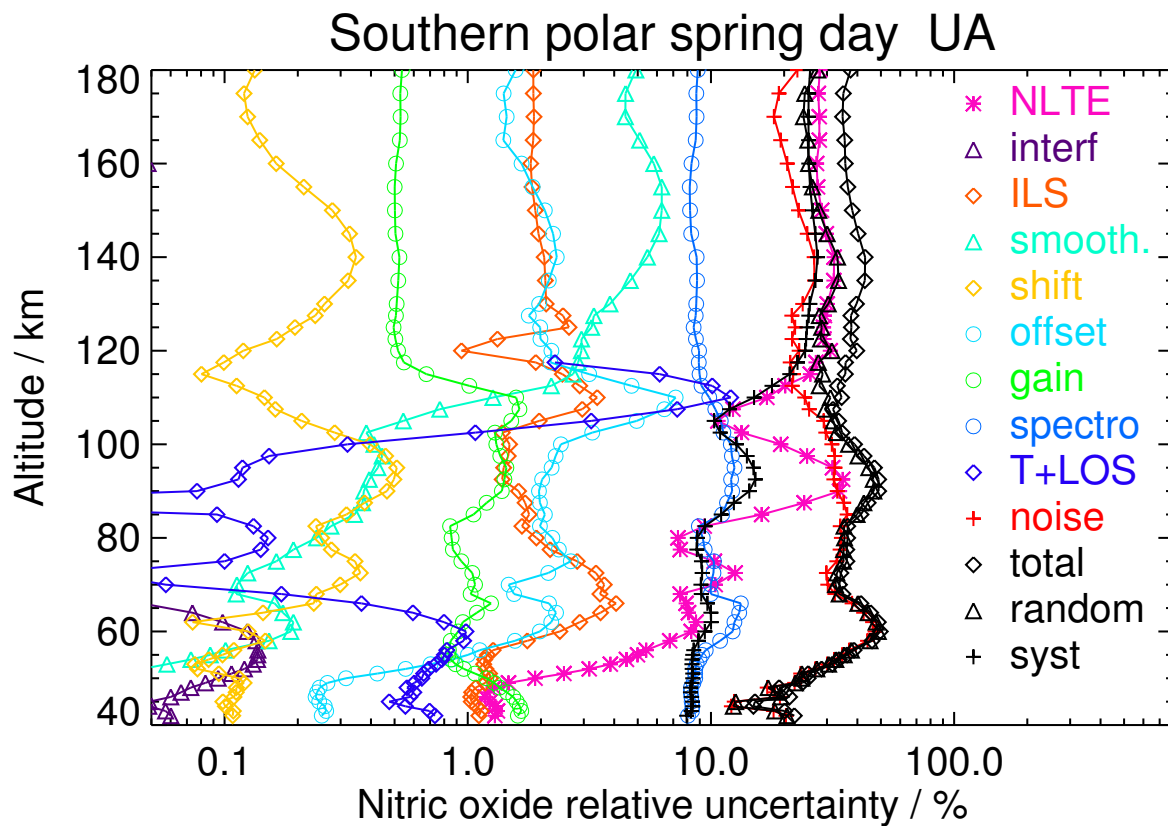 Southern polar spring day UA
180
160
140
120
100
80
60
40
Altitude / km
0.1
1.0
10.0
100.0
Nitric oxide relative uncertainty / %
NLTE
interf
ILS
smooth.
shift
offset
gain
spectro
T+LOS
noise
total
random
syst